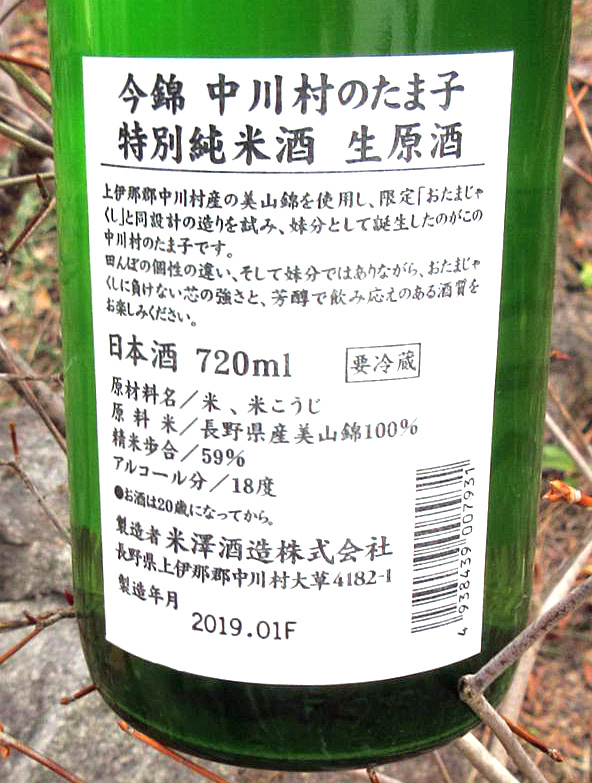 今錦 中川村のたま子
特別純米酒 生原酒
上伊那郡中川村産の美山錦を使用し、限定「おたまじゃ
くし」と同設計の造りを試み、妹分として誕生したのがこの
中川村のたま子です。
田んぼの個性の違い、そして妹分ではありながら、おたまじゃ
くしに負けない芯の強さと、芳醇で飲み応えのある酒質を
お楽しみください。
日本酒 720ml 要冷蔵
原材料名／米、米こうじ
原料米／長野県産美山錦100%
精米歩合／59%
アルコール分／18度
●お酒は20歳になってから。
製造者 米澤酒造株式会社
長野県上伊那郡中川村大草4182-1
製造年月
2019.01F
4 938439 007931